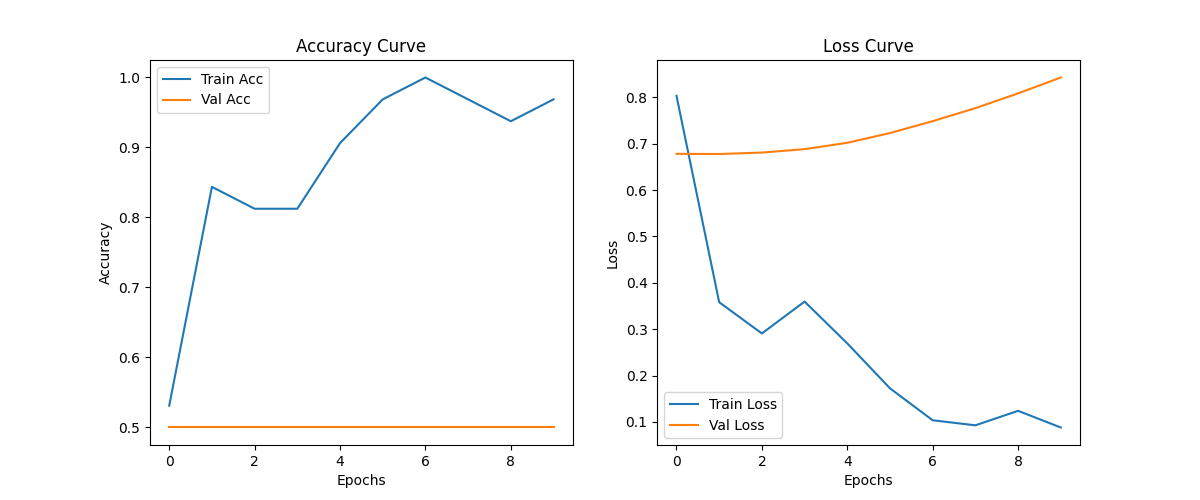 Accuracy Curve
Train Acc
Val Acc
1.0
0.9
0.8
0.7
0.6
0.5
Accuracy
0 2 4 6 8
Epochs
Loss Curve
0.8
0.7
0.6
0.5
0.4
0.3
0.2
0.1
Loss
Train Loss
Val Loss
0 2 4 6 8
Epochs